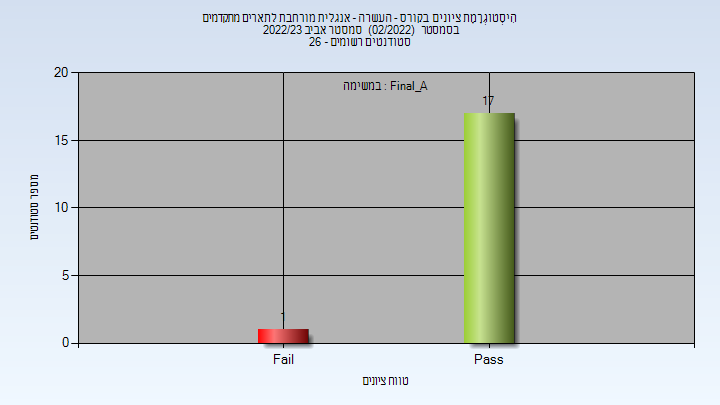 היסטוגרמת ציונים בקורס - העשרה - אנגלית מורחבת לתארים מתקדמים
בסמסטר (02/2022) סמסטר אביב 2022/23
סטודנטים רשומים - 26
במשימה : Final_A
20
15
10
5
0
17
1
Fail
Pass
מספר סטודנטים
טווח ציונים